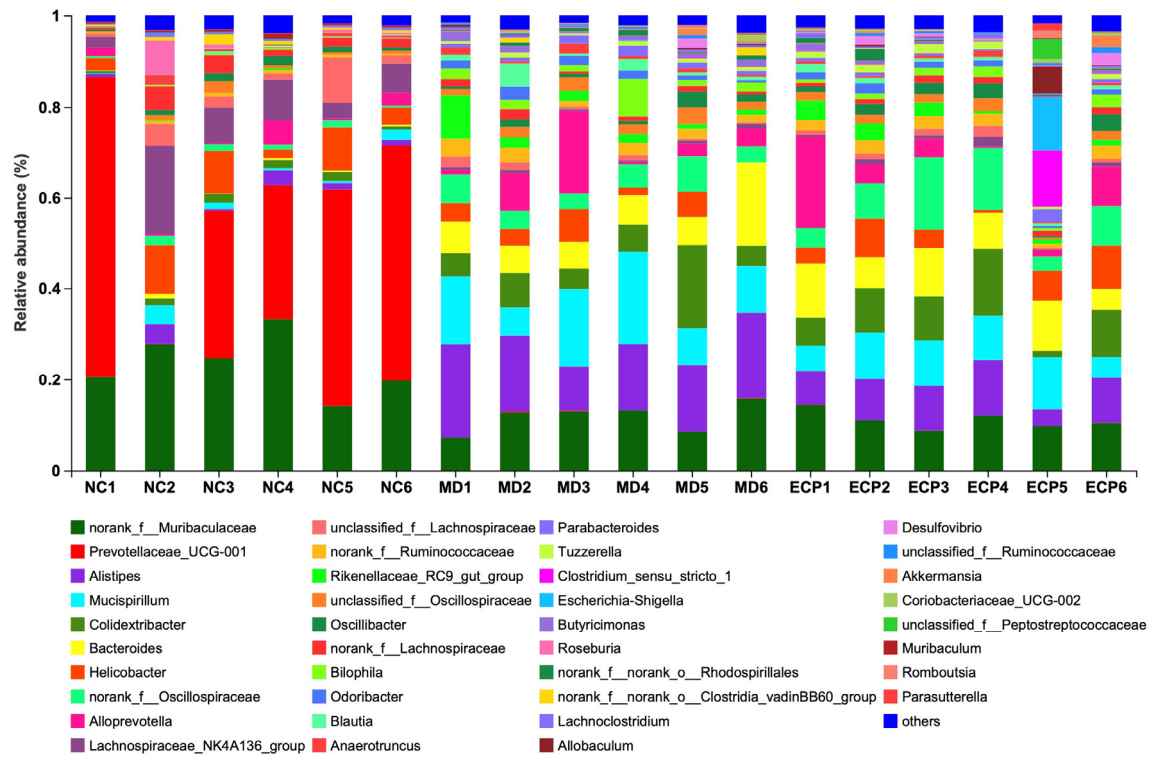 Relative abundance (%)
1
0.8
0.6
0.4
0.2
0
NC1 NC2 NC3 NC4 NC5 NC6 MD1 MD2 MD3 MD4 MD5 MD6 ECP1 ECP2 ECP3 ECP4 ECP5 ECP6
norank_f__Muribaculaceae unclassified_f__Lachnospiraceae Parabacteroides Desulfovibrio
Prevotellaceae_UCG-001 norank_f__Ruminococcaceae Tuzzerella unclassified_f__Ruminococcaceae
Alistipes Rikenellaceae_RC9_gut_group Clostridium_sensu_stricto_1 Akkermansia
Mucispirillum unclassified_f__Oscillospiraceae Escherichia-Shigella Coriobacteriaceae_UCG-002
Colidextribacter Oscillibacter Butyricimonas unclassified_f__Peptostreptococcaceae
Bacteroides norank_f__Lachnospiraceae Roseburia Muribaculum
Helicobacter Bilophila norank_f__norank_o__Rhodospirillales Romboutsia
norank_f__Oscillospiraceae Odoribacter norank_f__norank_o__Clostridia_vadinBB60_group Parasutterella
Alloprevotella Blautia Lachnoclostridium others
Lachnospiraceae_NK4A136_group Anaerotruncus Allobaculum